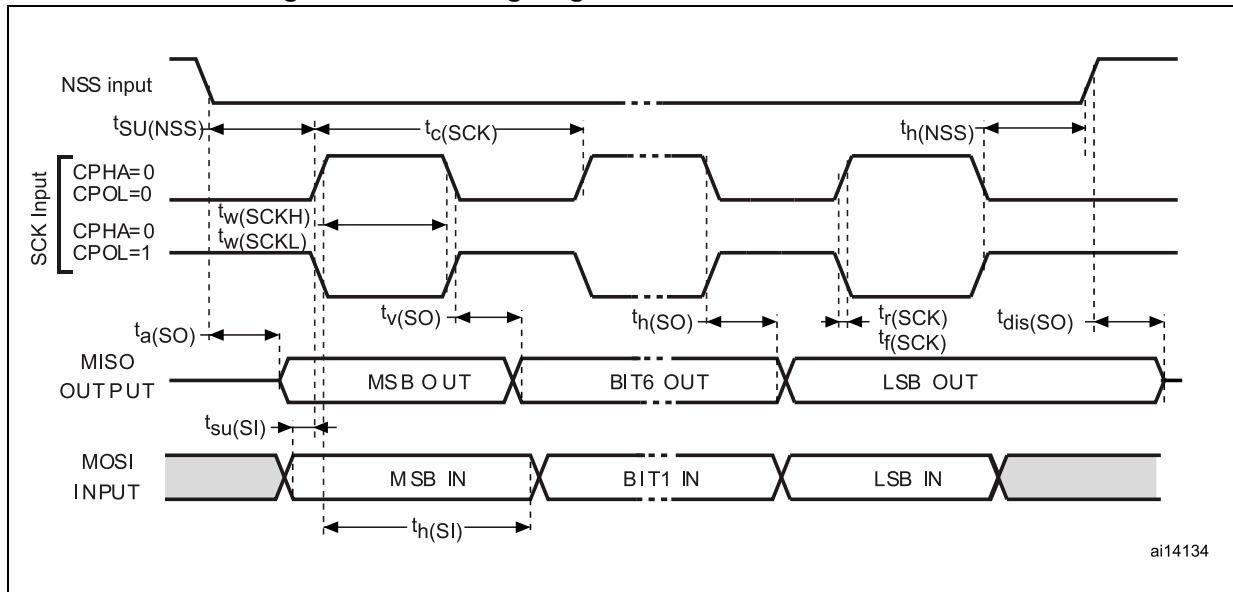 NSS input
tSU(NSS)
tc(SCK)
th(NSS)
SCK Input
CPHA=0
CPOL=0
CPHA=0
CPOL=1
tw(SCKH)
tw(SCKL)
ta(SO)
tv(SO)
th(SO)
tr(SCK)
tf(SCK)
tdis(SO)
MISO
OUTPUT
MSB OUT
BIT6 OUT
LSB OUT
tsu(SI)
MOSI
INPUT
MSB IN
BIT1 IN
LSB IN
th(SI)
ai14134